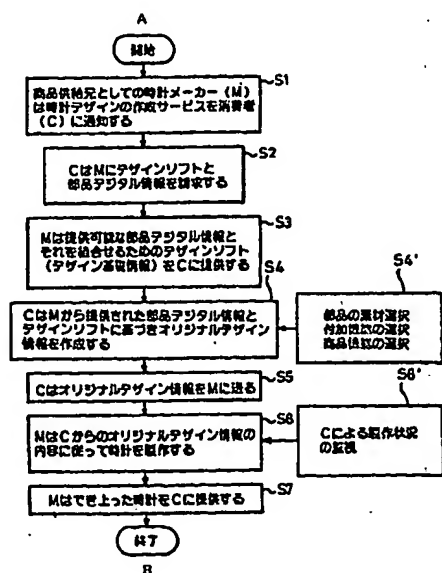 A
開始
S1
商品供給元としての時計メーカー(M)
は時計デザインの作成サービスを消費者
(C)に通知する
S2
CはMにデザインソフトと
部品デジタル情報を請求する
S3
Mは提供可能な部品デジタル情報と
それを組合せるためのデザインソフト
(デザイン基礎情報)をCに提供する
S4
CはMから提供された部品デジタル情報と
デザインソフトに基づきオリジナルデザイン
情報を作成する
S4'
部品の素材選択
付加機能の選択
商品機能の選択
S5
CはオリジナルデザインをMに送る
S6
MはCからのオリジナルデザイン情報の
内容に従って時計を製作する
S6'
Cによる製作状況
の監視
S7
Mはでき上った時計をCに提供する
終了
B